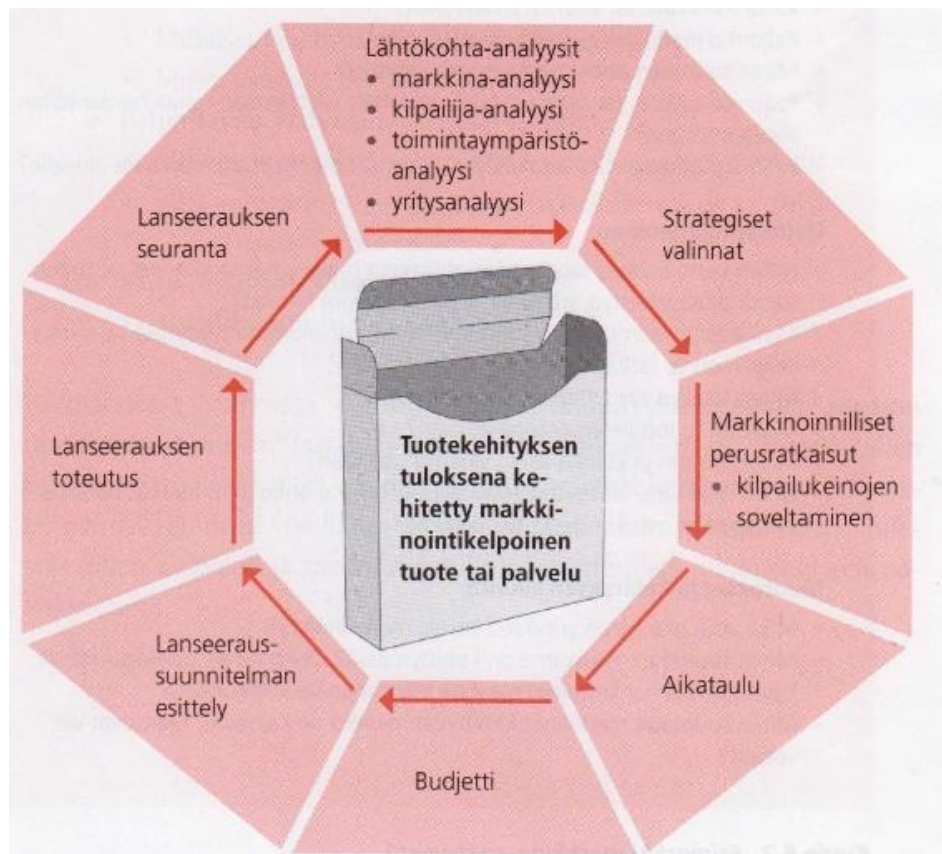 Lähtökohta-analyysit
• markkina-analyysi
• kilpailija-analyysi
• toimintaympäristö-
analyysi
• yritysanalyysi
Strategiset
valinnat
Markkinoinnilliset
perusratkaisut
• kilpailukeinojen
soveltaminen
Aikataulu
Budjetti
Lanseeraus-
suunnitelman
esittely
Lanseerauksen
toteutus
Lanseerauksen
seuranta
Tuotekehityksen
tuloksena ke-
hitetty markki-
nointikelpoinen
tuote tai palvelu